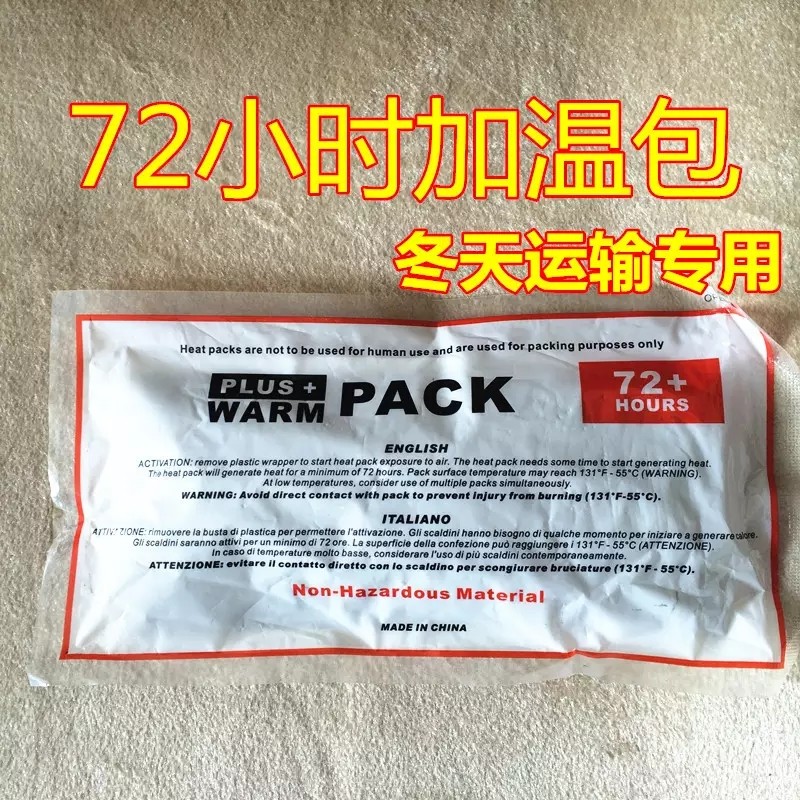 72小时加温包
冬天运输专用
Heat packs are not to be used for human use and are used for packing purposes only
PLUS +
WARM PACK
72+
HOURS
ENGLISH
ACTIVATION: remove plastic wrapper to start heat pack exposure to air. The heat pack needs some time to start generating heat.
The heat pack will generate heat for a minimum of 72 hours. Pack surface temperature may reach 131°F - 55°C (WARNING).
At low temperatures, consider use of multiple packs simultaneously.
WARNING: Avoid direct contact with pack to prevent injury from burning (131°F-55°C).
ITALIANO
ATTIVAZIONE: rimuovere la busta di plastica per permettere l'attivazione. Gli scaldini hanno bisogno di qualche momento per iniziare a generare calore.
Gli scaldini saranno attivi per un minimo di 72 ore. La superficie della confezione può raggiungere i 131°F - 55°C (ATTENZIONE).
In caso di temperature molto basse, considerare l'uso di più scaldini contemporaneamente.
ATTENZIONE: evitare il contatto diretto con lo scaldino per scongiurare bruciature (131°F - 55°C).
Non-Hazardous Material
MADE IN CHINA